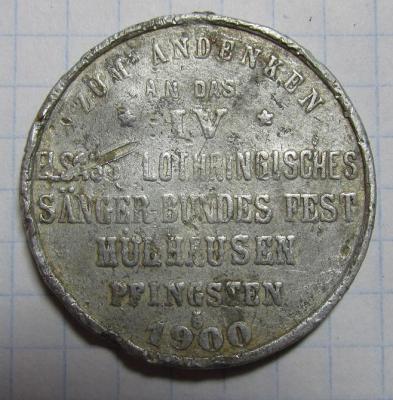 ZUM ANDENKEN
AN DAS
* IV *
ELSASS LOTHRINGISCHES
SÄNGER BUNDES FEST
MÜLHAUSEN
PFINGSTEN
1900